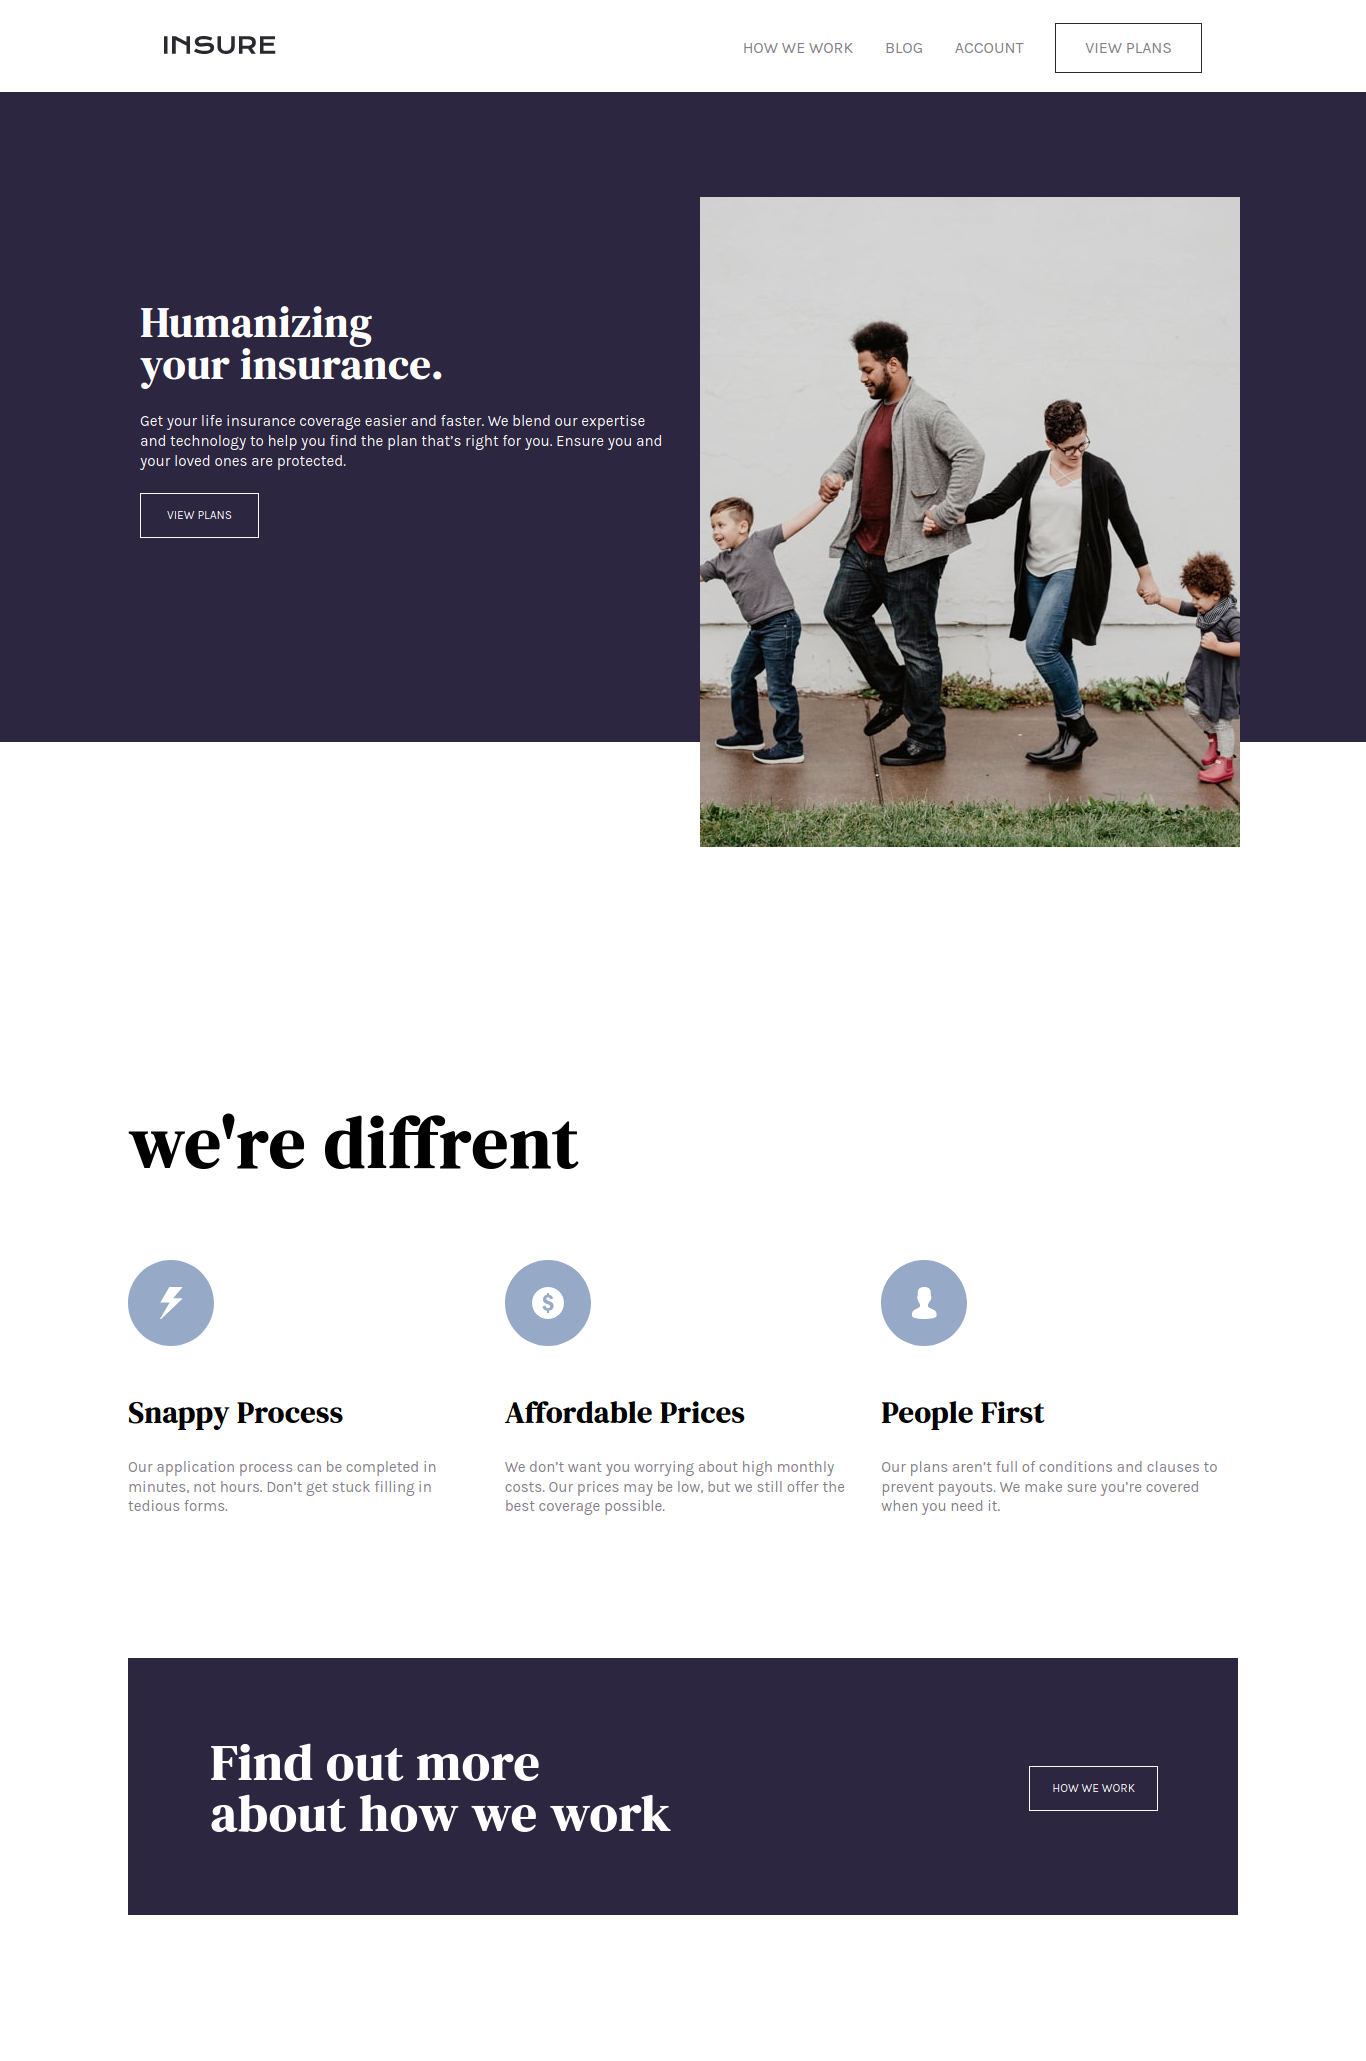 INSURE
HOW WE WORK BLOG ACCOUNT VIEW PLANS
Humanizing
your insurance.
Get your life insurance coverage easier and faster. We blend our expertise
and technology to help you find the plan that’s right for you. Ensure you and
your loved ones are protected.
VIEW PLANS
we're diffrent
$
Snappy Process
Our application process can be completed in
minutes, not hours. Don’t get stuck filling in
tedious forms.
Affordable Prices
We don’t want you worrying about high monthly
costs. Our prices may be low, but we still offer the
best coverage possible.
People First
Our plans aren’t full of conditions and clauses to
prevent payouts. We make sure you’re covered
when you need it.
Find out more
about how we work
HOW WE WORK